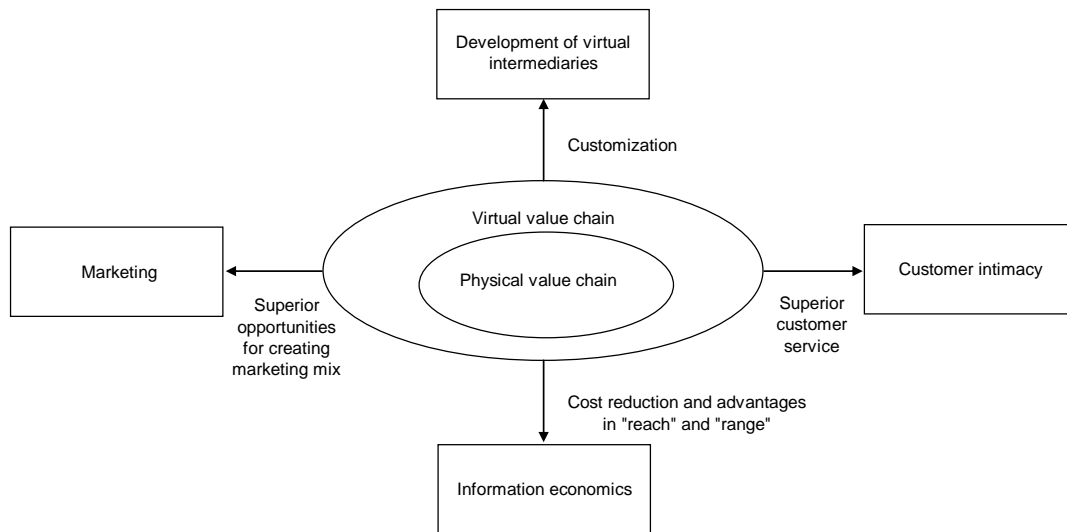 Development of virtual
intermediaries
Customization
Virtual value chain
Physical value chain
Marketing
Customer intimacy
Superior
opportunities
for creating
marketing mix
Superior
customer
service
Cost reduction and advantages
in "reach" and "range"
Information economics